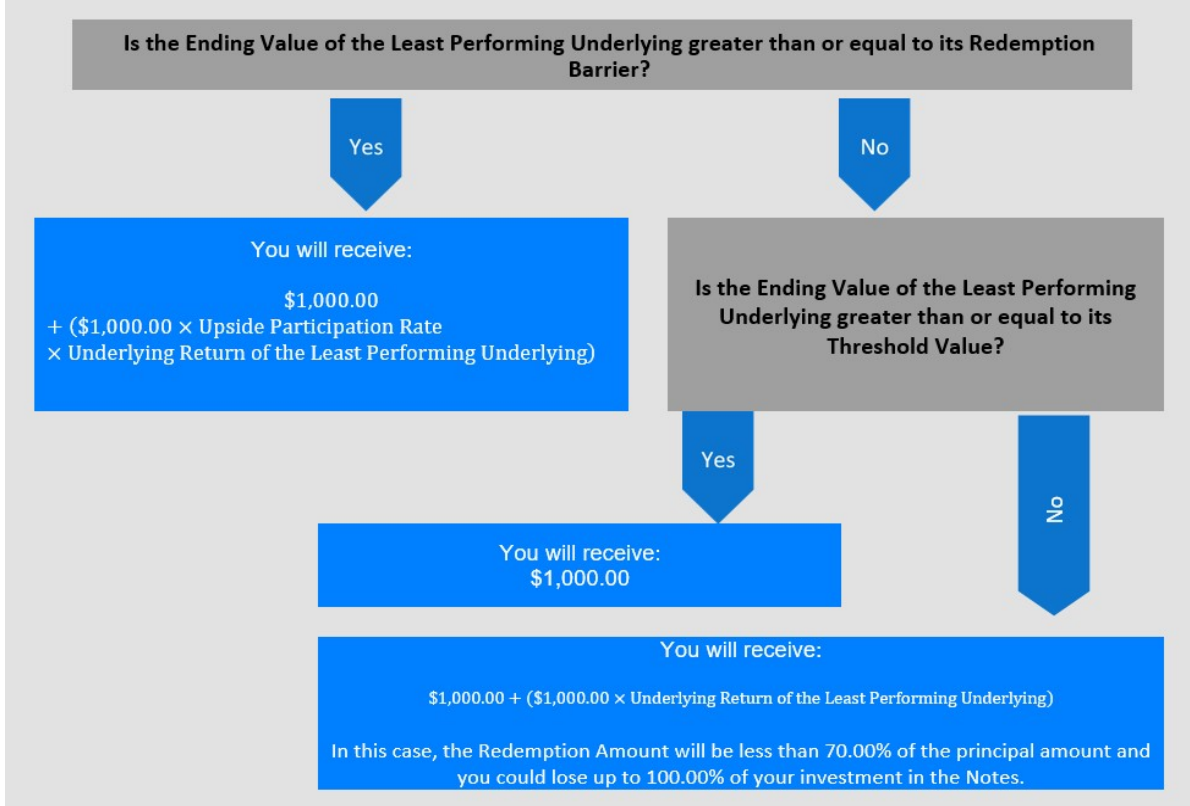 Is the Ending Value of the Least Performing Underlying greater than or equal to its Redemption
Barrier?
Yes
No
You will receive:
$1,000.00
+ ($1,000.00 × Upside Participation Rate
× Underlying Return of the Least Performing Underlying)
Is the Ending Value of the Least Performing
Underlying greater than or equal to its
Threshold Value?
Yes
No
You will receive:
$1,000.00
You will receive:
$1,000.00 + ($1,000.00 × Underlying Return of the Least Performing Underlying)
In this case, the Redemption Amount will be less than 70.00% of the principal amount and
you could lose up to 100.00% of your investment in the Notes.